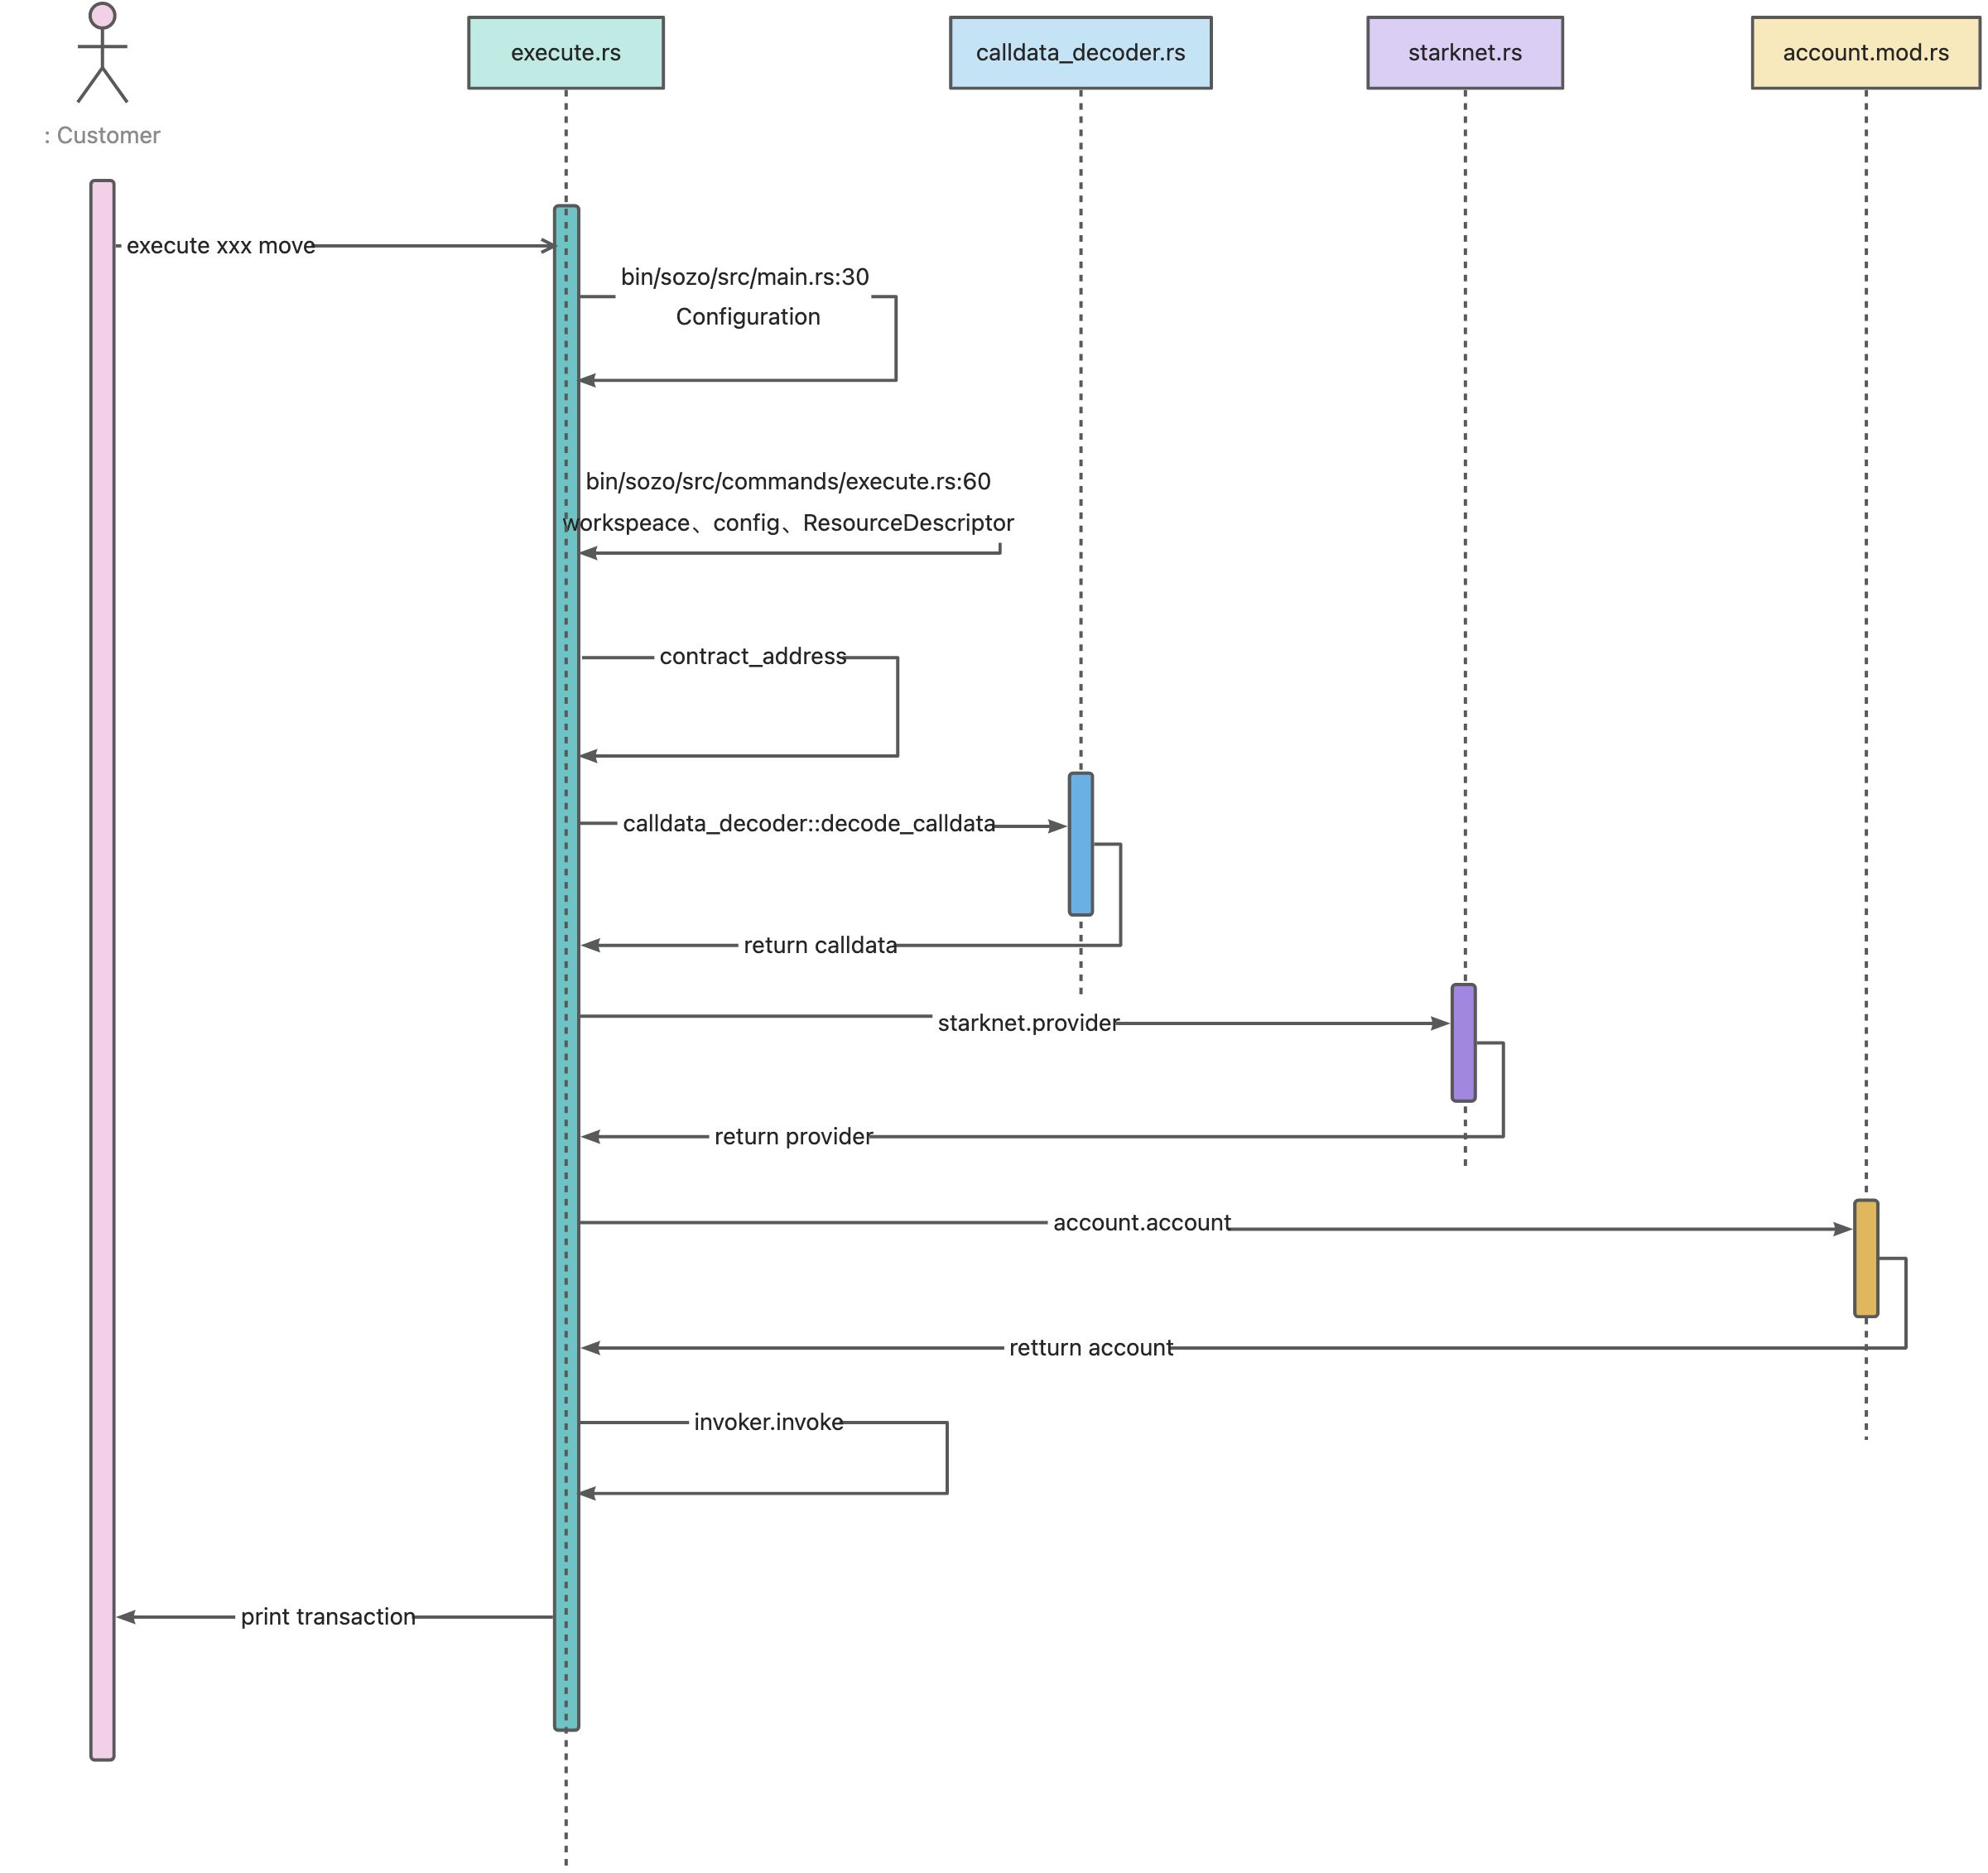 execute.rs
calldata_decoder.rs
starknet.rs
account.mod.rs
: Customer
execute xxx move
bin/sozo/src/main.rs:30
Configuration
bin/sozo/src/commands/execute.rs:60
workspeace、config、ResourceDescriptor
contract_address
calldata_decoder::decode_calldata
return calldata
starknet.provider
return provider
account.account
retturn account
invoker.invoke
print transaction